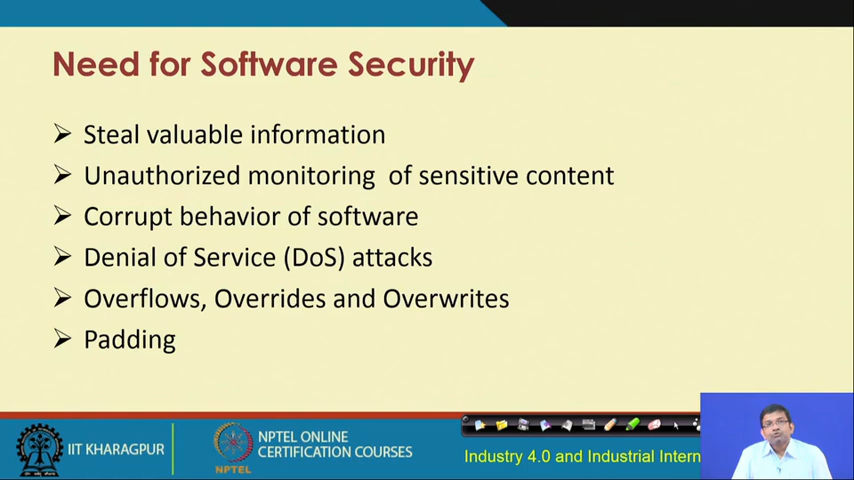 Need for Software Security
Steal valuable information
Unauthorized monitoring of sensitive content
Corrupt behavior of software
Denial of Service (DoS) attacks
Overflows, Overrides and Overwrites
Padding
IIT KHARAGPUR
NPTEL
NPTEL ONLINE
CERTIFICATION COURSES
Industry 4.0 and Industrial Intern